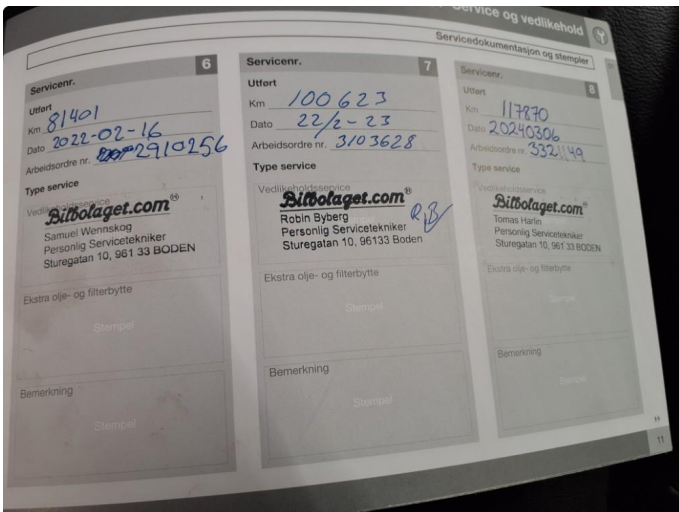 Service og vedlikehold
Servicedokumentasjon og stempler
Servicenr. 6
Utført
Km 81401
Dato 2022-02-16
Arbeidsordre nr. 2910256
Type service
Vedlikeholdsservice
Bilbolaget.com
Samuel Wennskog
Personlig Servicetekniker
Sturegatan 10, 961 33 BODEN
Ekstra olje- og filterbytte
Stempel
Bemerkning
Stempel
Servicenr. 7
Utført
Km 100623
Dato 22/2-23
Arbeidsordre nr. 3103628
Type service
Vedlikeholdsservice
Bilbolaget.com
Robin Byberg
Personlig Servicetekniker
Sturegatan 10, 96133 Boden
R.B
Ekstra olje- og filterbytte
Stempel
Bemerkning
Stempel
Servicenr. 8
Utført
Km 117870
Dato 20240306
Arbeidsordre nr. 3321149
Type service
Vedlikeholdsservice
Bilbolaget.com
Tomas Harlin
Personlig Servicetekniker
Sturegatan 10, 961 33 BODEN
Ekstra olje- og filterbytte
Stempel
Bemerkning
Stempel
11